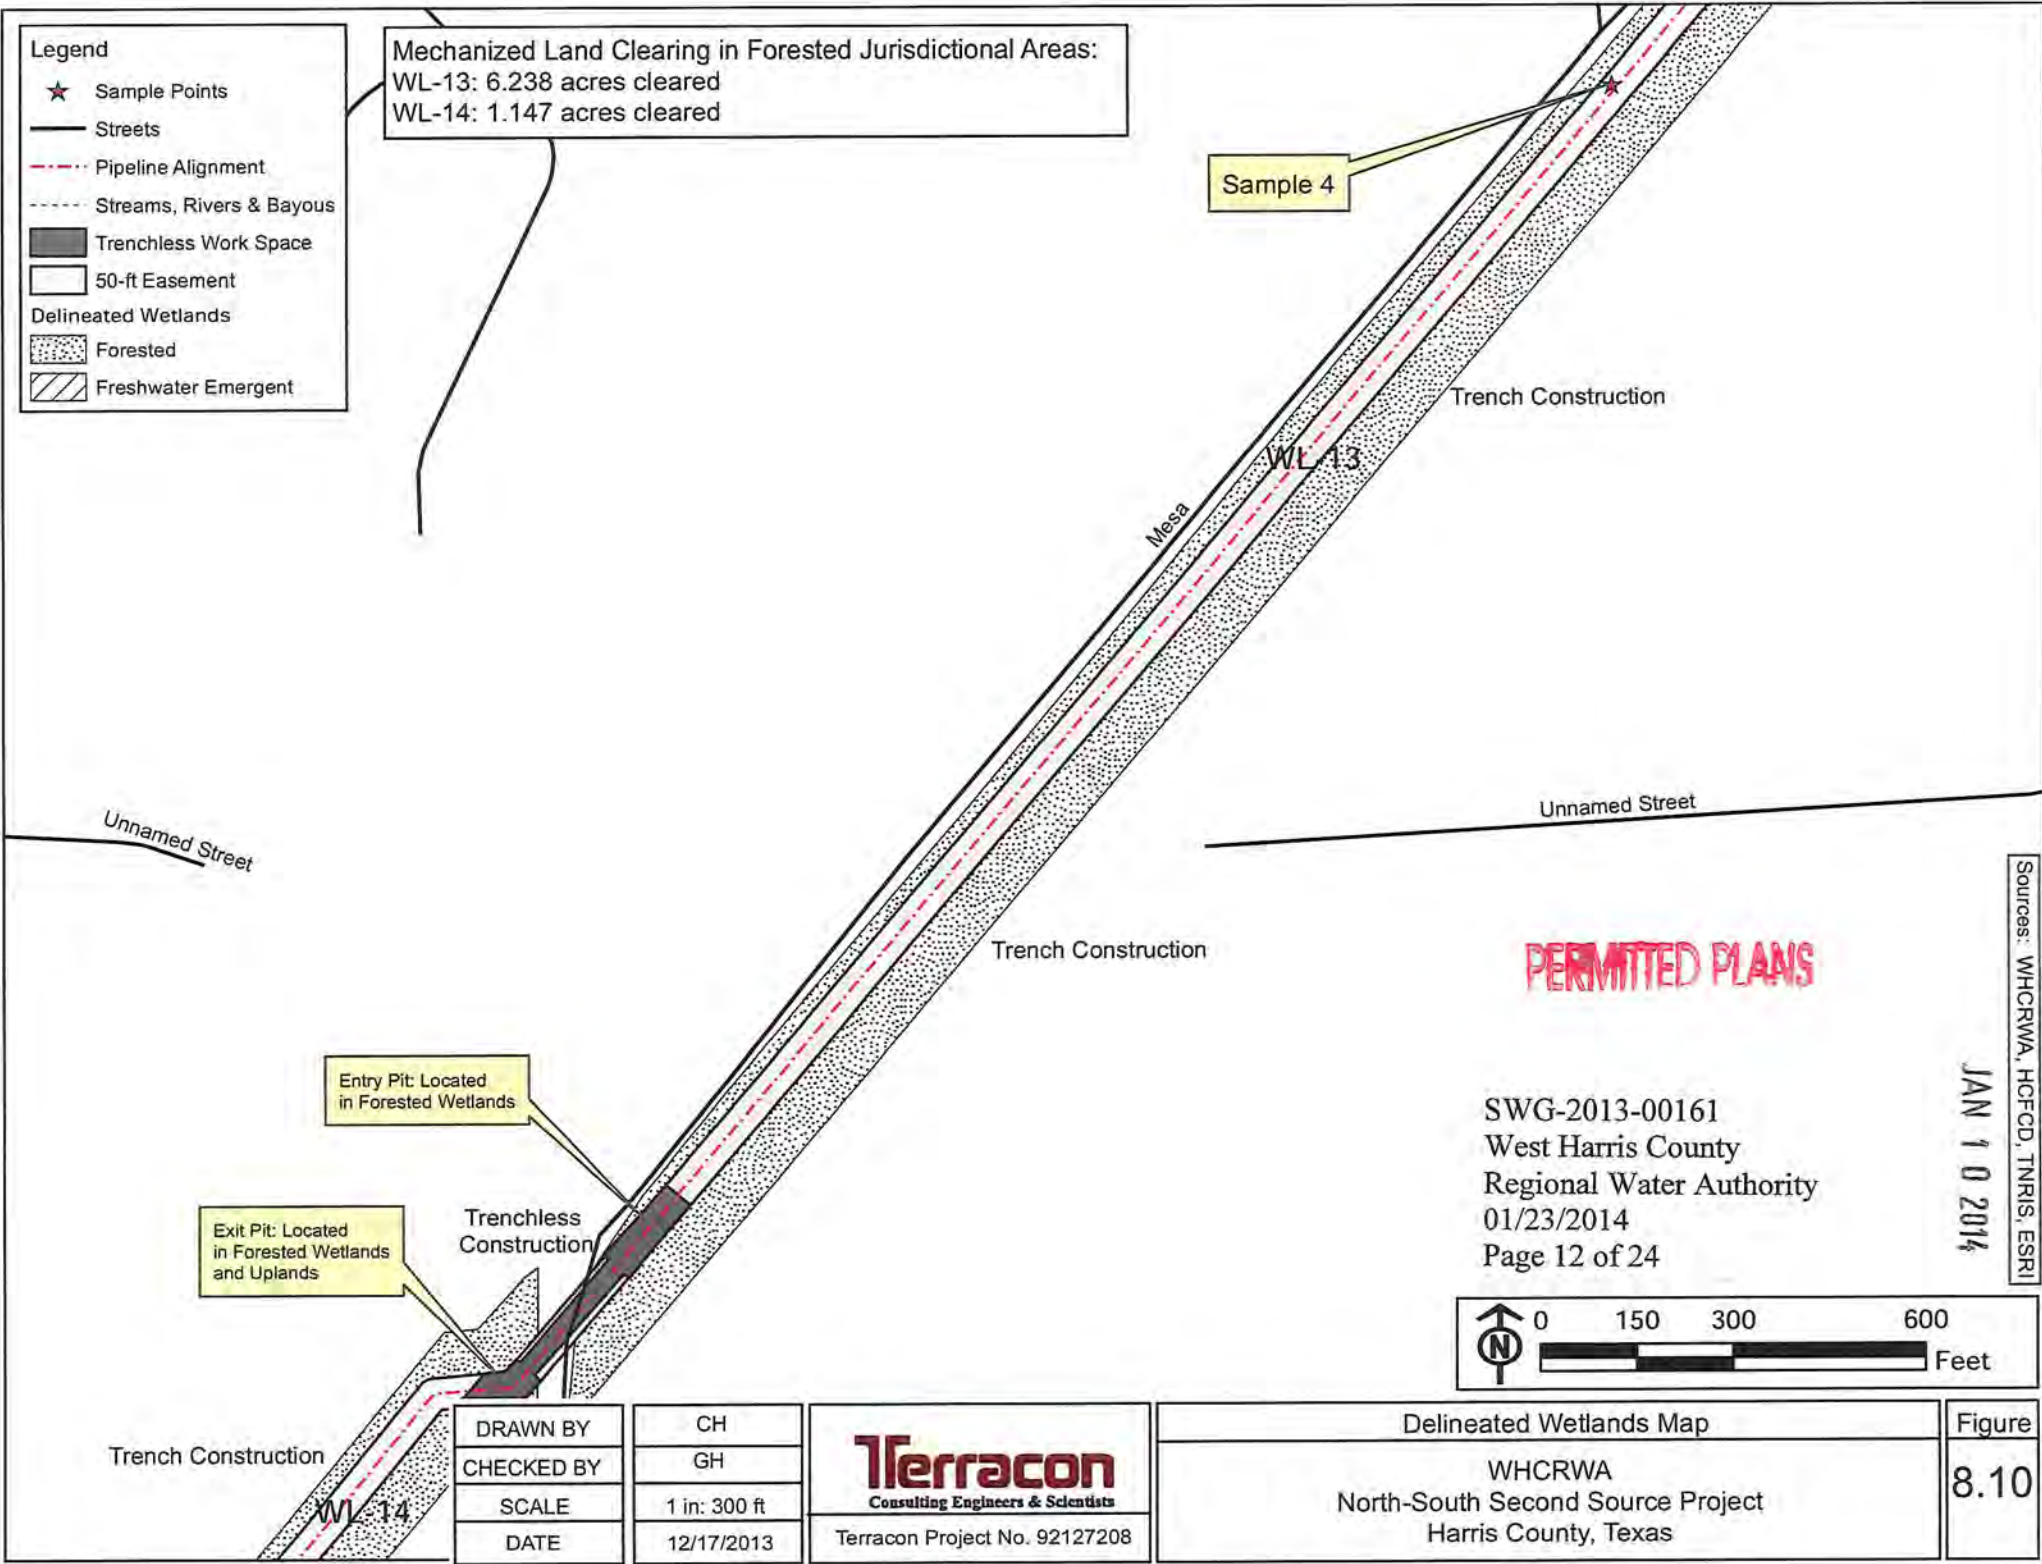 Legend
Sample Points
Streets
Pipeline Alignment
Streams, Rivers & Bayous
Trenchless Work Space
50-ft Easement
Delineated Wetlands
Forested
Freshwater Emergent
Mechanized Land Clearing in Forested Jurisdictional Areas:
WL-13: 6.238 acres cleared
WL-14: 1.147 acres cleared
Sample 4
Trench Construction
WL-13
Mesa
Unnamed Street
Unnamed Street
Trench Construction
PERMITTED PLANS
Entry Pit: Located
in Forested Wetlands
Exit Pit: Located
in Forested Wetlands
and Uplands
Trenchless
Construction
Trench Construction
WL-14
SWG-2013-00161
West Harris County
Regional Water Authority
01/23/2014
Page 12 of 24
JAN 10 2014
Sources: WHCRWA, HCFCD, TNRIS, ESRI
N
0 150 300 600
Feet
DRAWN BY CH
CHECKED BY GH
SCALE 1 in: 300 ft
DATE 12/17/2013
Terracon
Consulting Engineers & Scientists
Terracon Project No. 92127208
Delineated Wetlands Map
WHCRWA
North-South Second Source Project
Harris County, Texas
Figure
8.10